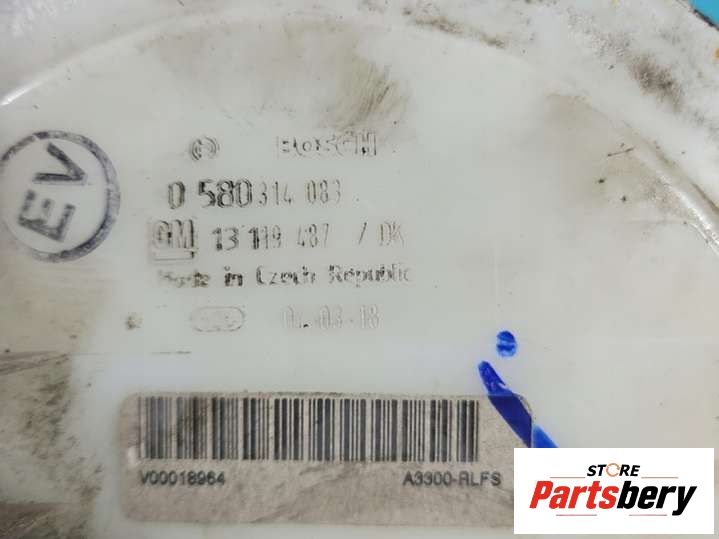 EV
BOSCH
0 580 314 083
GM 13 119 487 / DK
Made in Czech Republic
04-03-18
V00018964
A3300-RLFS
STORE
Partsbery